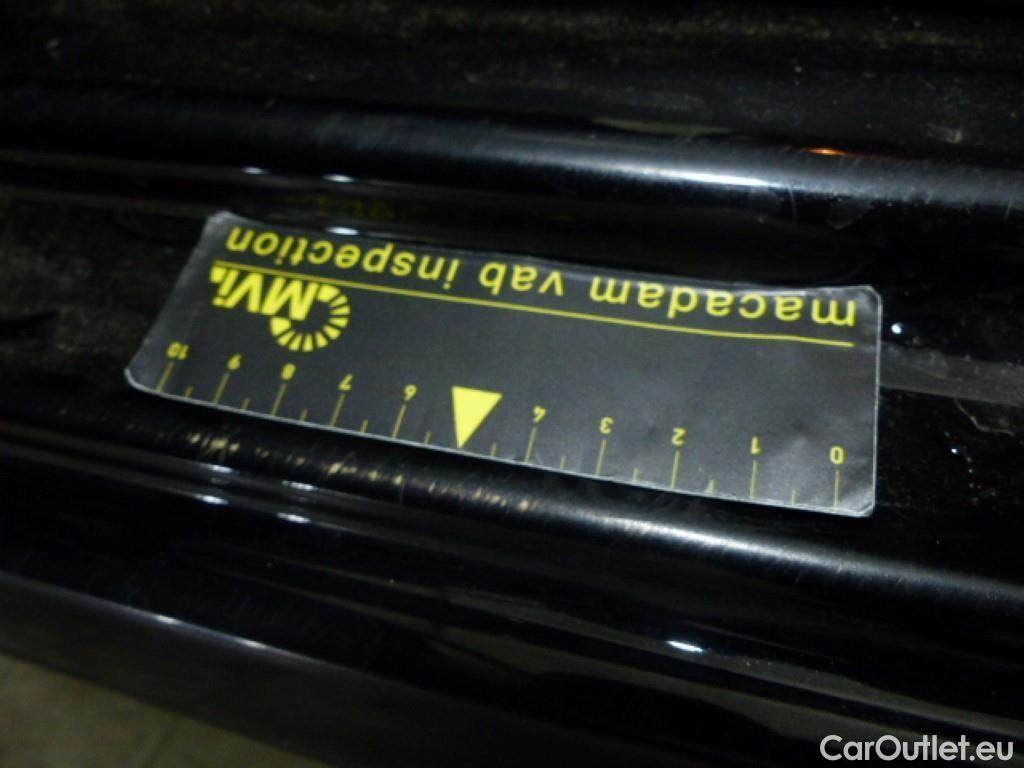 macadam vab inspection
MVi
0 1 2 3 4 6 7 8 9 10
CarOutlet.eu